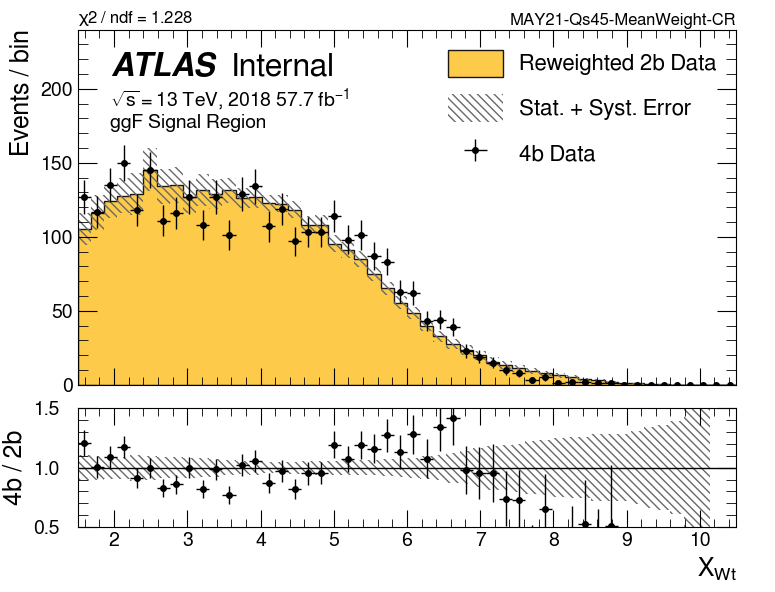 χ2 / ndf = 1.228
MAY21-Qs45-MeanWeight-CR
ATLAS Internal
√s = 13 TeV, 2018 57.7 fb−1
ggF Signal Region
Reweighted 2b Data
Stat. + Syst. Error
4b Data
Events / bin
200
150
100
50
0
4b / 2b
1.5
1.0
0.5
2 3 4 5 6 7 8 9 10
XWt